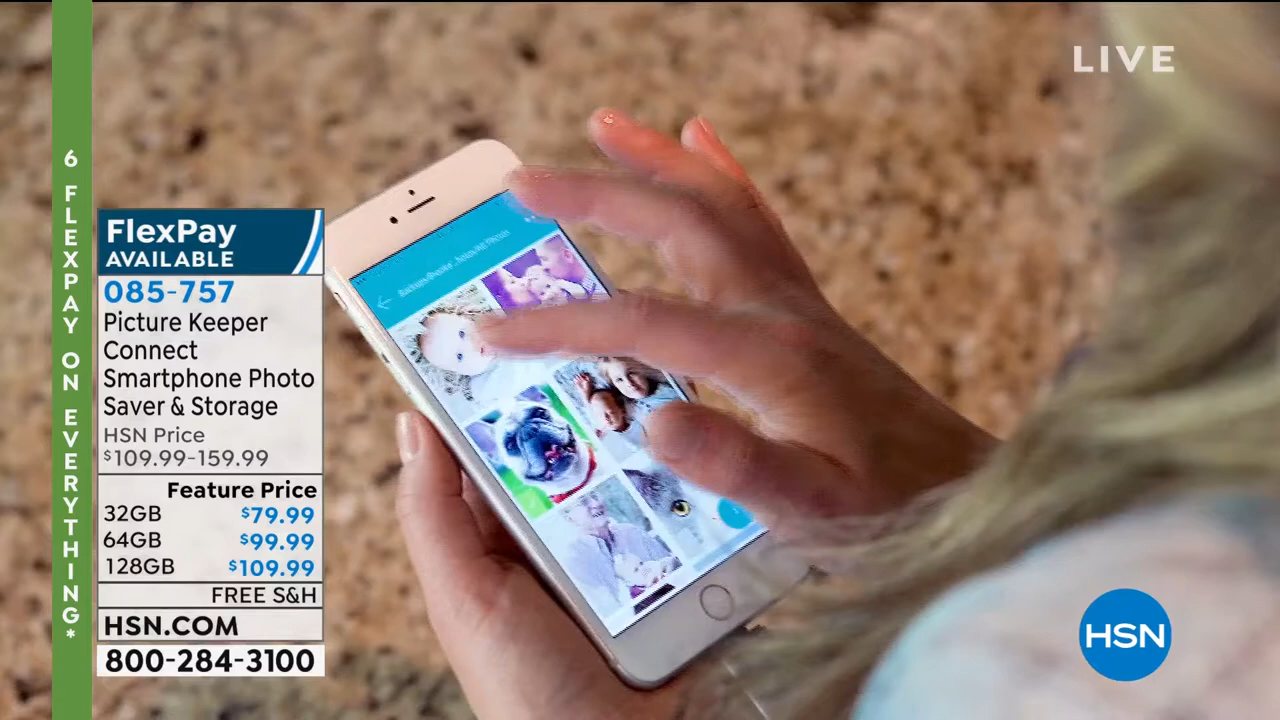 LIVE
6 FLEXPAY ON EVERYTHING*
FlexPay
AVAILABLE
085-757
Picture Keeper
Connect
Smartphone Photo
Saver & Storage
HSN Price
$109.99-159.99
Feature Price
32GB $79.99
64GB $99.99
128GB $109.99
FREE S&H
HSN.COM
800-284-3100
HSN